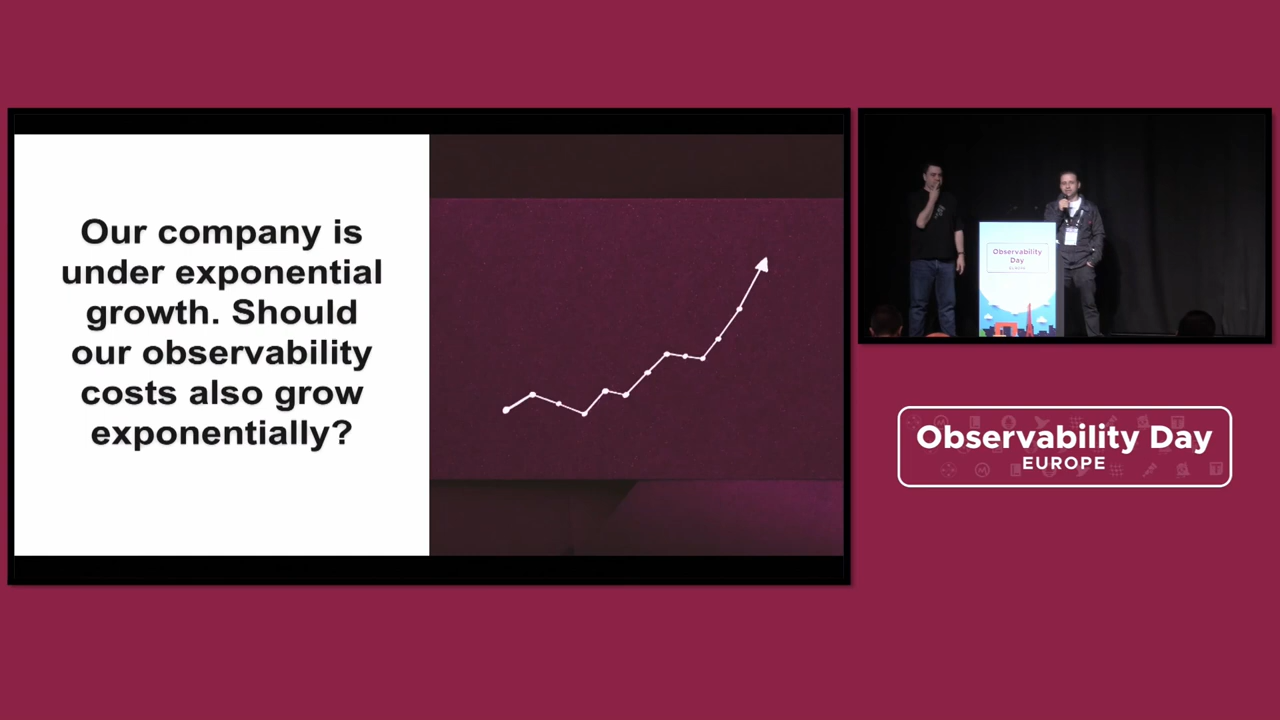 Our company is
under exponential
growth. Should
our observability
costs also grow
exponentially?
Observability
Day
Observability Day
EUROPE